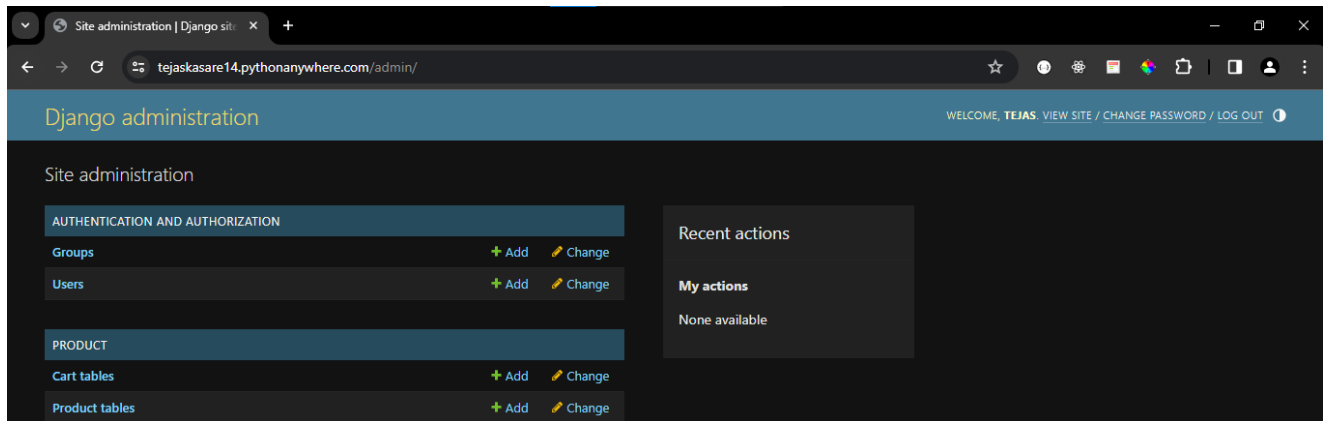 Site administration | Django site
tejaskasare14.pythonanywhere.com/admin/
Django administration
WELCOME, TEJAS. VIEW SITE / CHANGE PASSWORD / LOG OUT
Site administration
AUTHENTICATION AND AUTHORIZATION
Groups + Add Change
Users + Add Change
PRODUCT
Cart tables + Add Change
Product tables + Add Change
Recent actions
My actions
None available